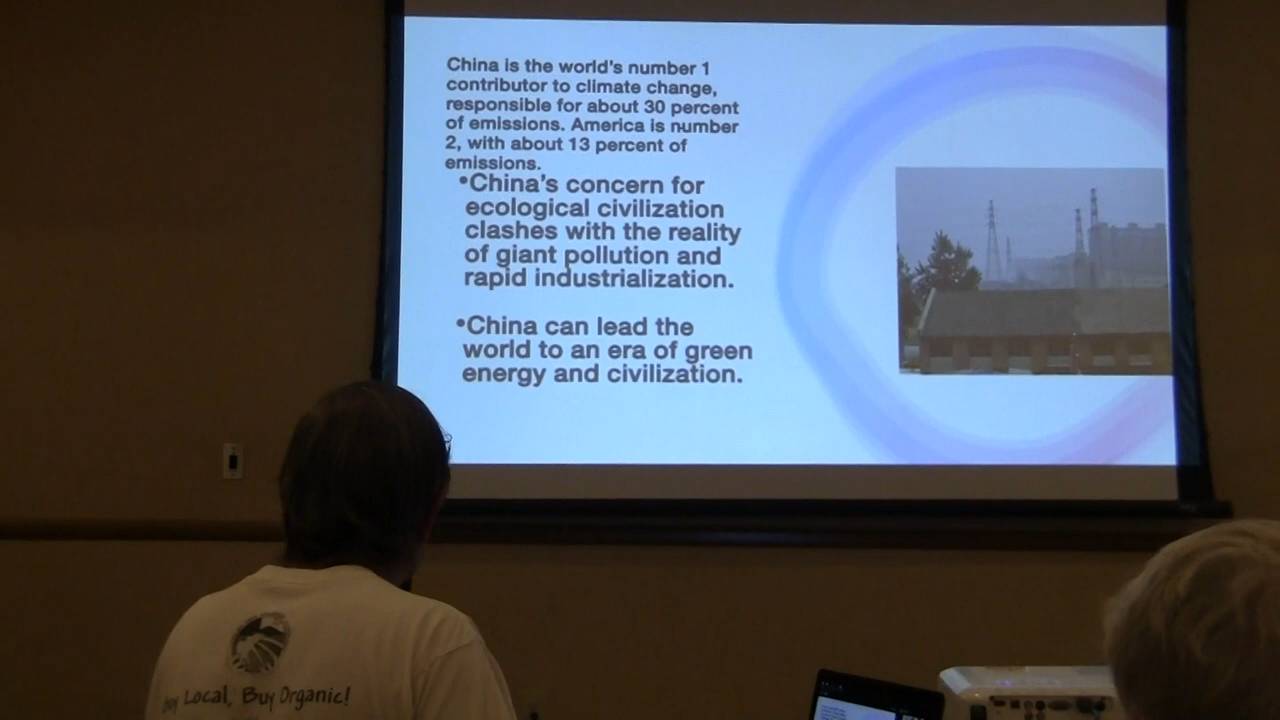 China is the world's number 1
contributor to climate change,
responsible for about 30 percent
of emissions. America is number
2, with about 13 percent of
emissions.
•China's concern for
ecological civilization
clashes with the reality
of giant pollution and
rapid industrialization.
•China can lead the
world to an era of green
energy and civilization.
Local, Buy Organic!